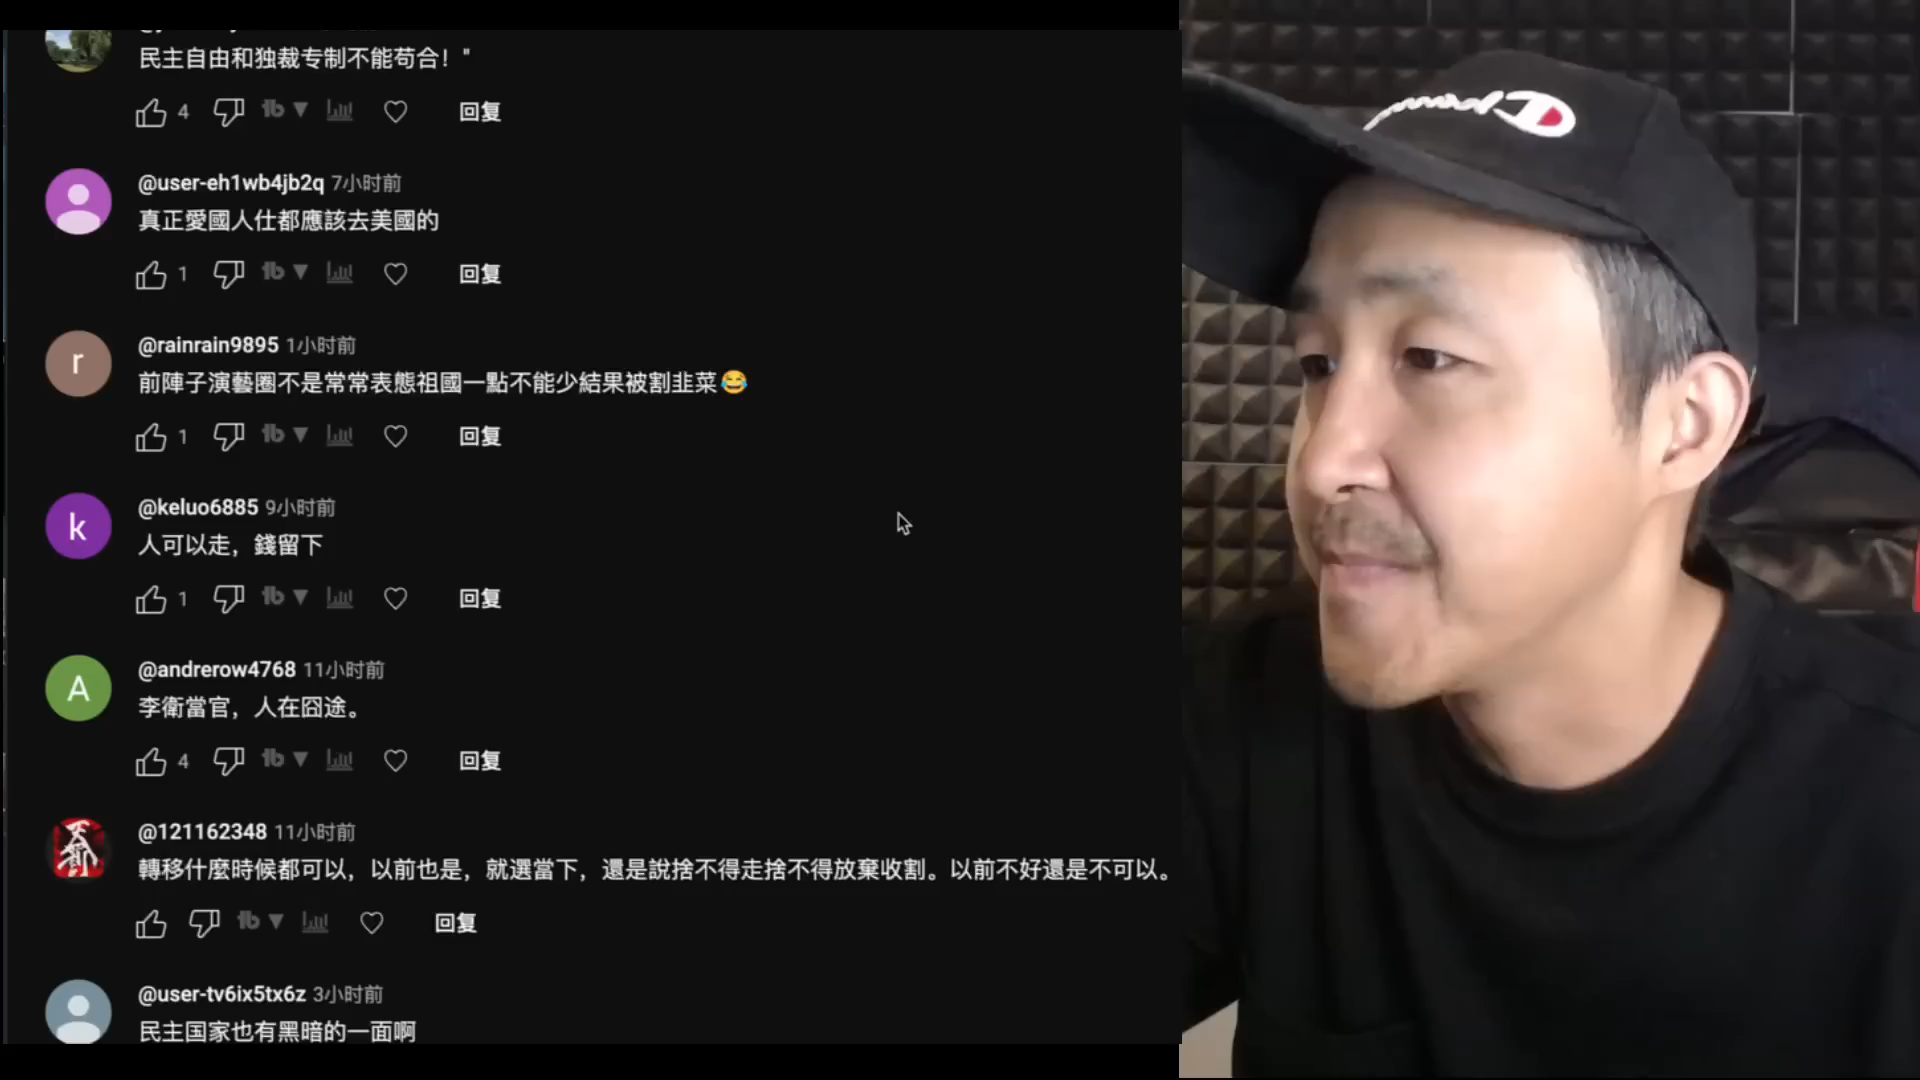 民主自由和独裁专制不能苟合！"
4 回复
@user-eh1wb4jb2q 7小时前
真正愛國人仕都應該去美國的
1 回复
@rainrain9895 1小时前
前陣子演藝圈不是常常表態祖國一點不能少結果被割韭菜😂
1 回复
@keluo6885 9小时前
人可以走，錢留下
1 回复
@andrerow4768 11小时前
李衛當官，人在囧途。
4 回复
@121162348 11小时前
轉移什麼時候都可以，以前也是，就選當下，還是說捨不得走捨不得放棄收割。以前不好還是不可以。
回复
@user-tv6ix5tx6z 3小时前
民主国家也有黑暗的一面啊